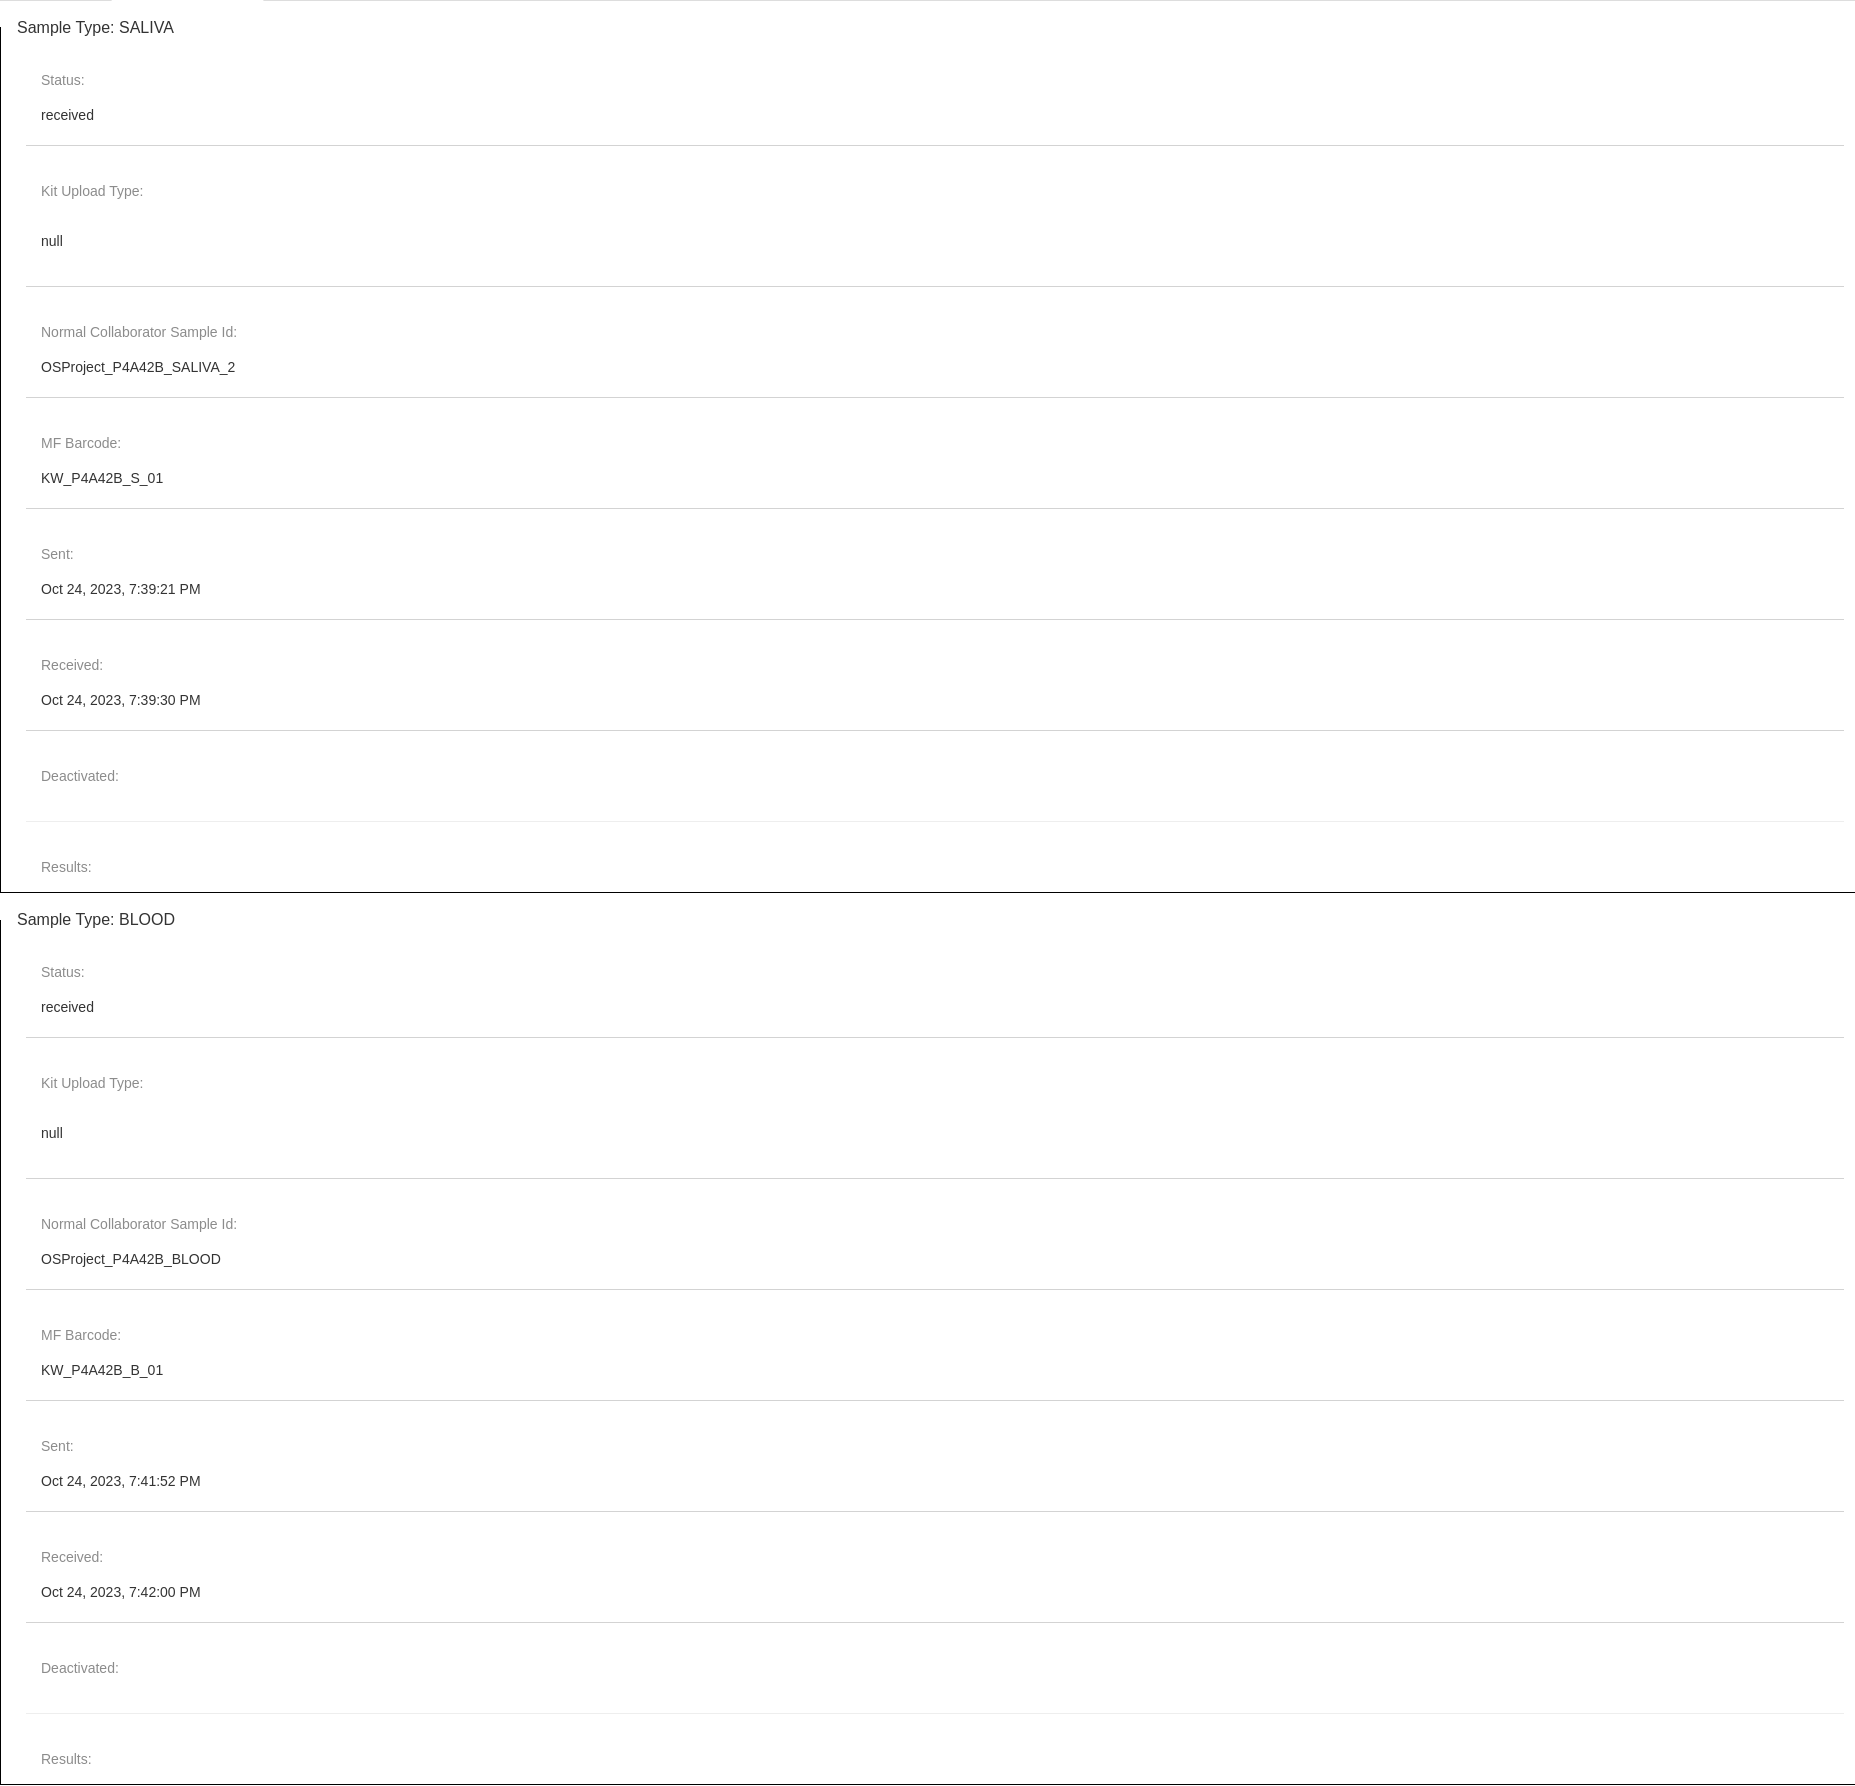 Sample Type: SALIVA
Status:
received
Kit Upload Type:
null
Normal Collaborator Sample Id:
OSProject_P4A42B_SALIVA_2
MF Barcode:
KW_P4A42B_S_01
Sent:
Oct 24, 2023, 7:39:21 PM
Received:
Oct 24, 2023, 7:39:30 PM
Deactivated:
Results:
Sample Type: BLOOD
Status:
received
Kit Upload Type:
null
Normal Collaborator Sample Id:
OSProject_P4A42B_BLOOD
MF Barcode:
KW_P4A42B_B_01
Sent:
Oct 24, 2023, 7:41:52 PM
Received:
Oct 24, 2023, 7:42:00 PM
Deactivated:
Results: